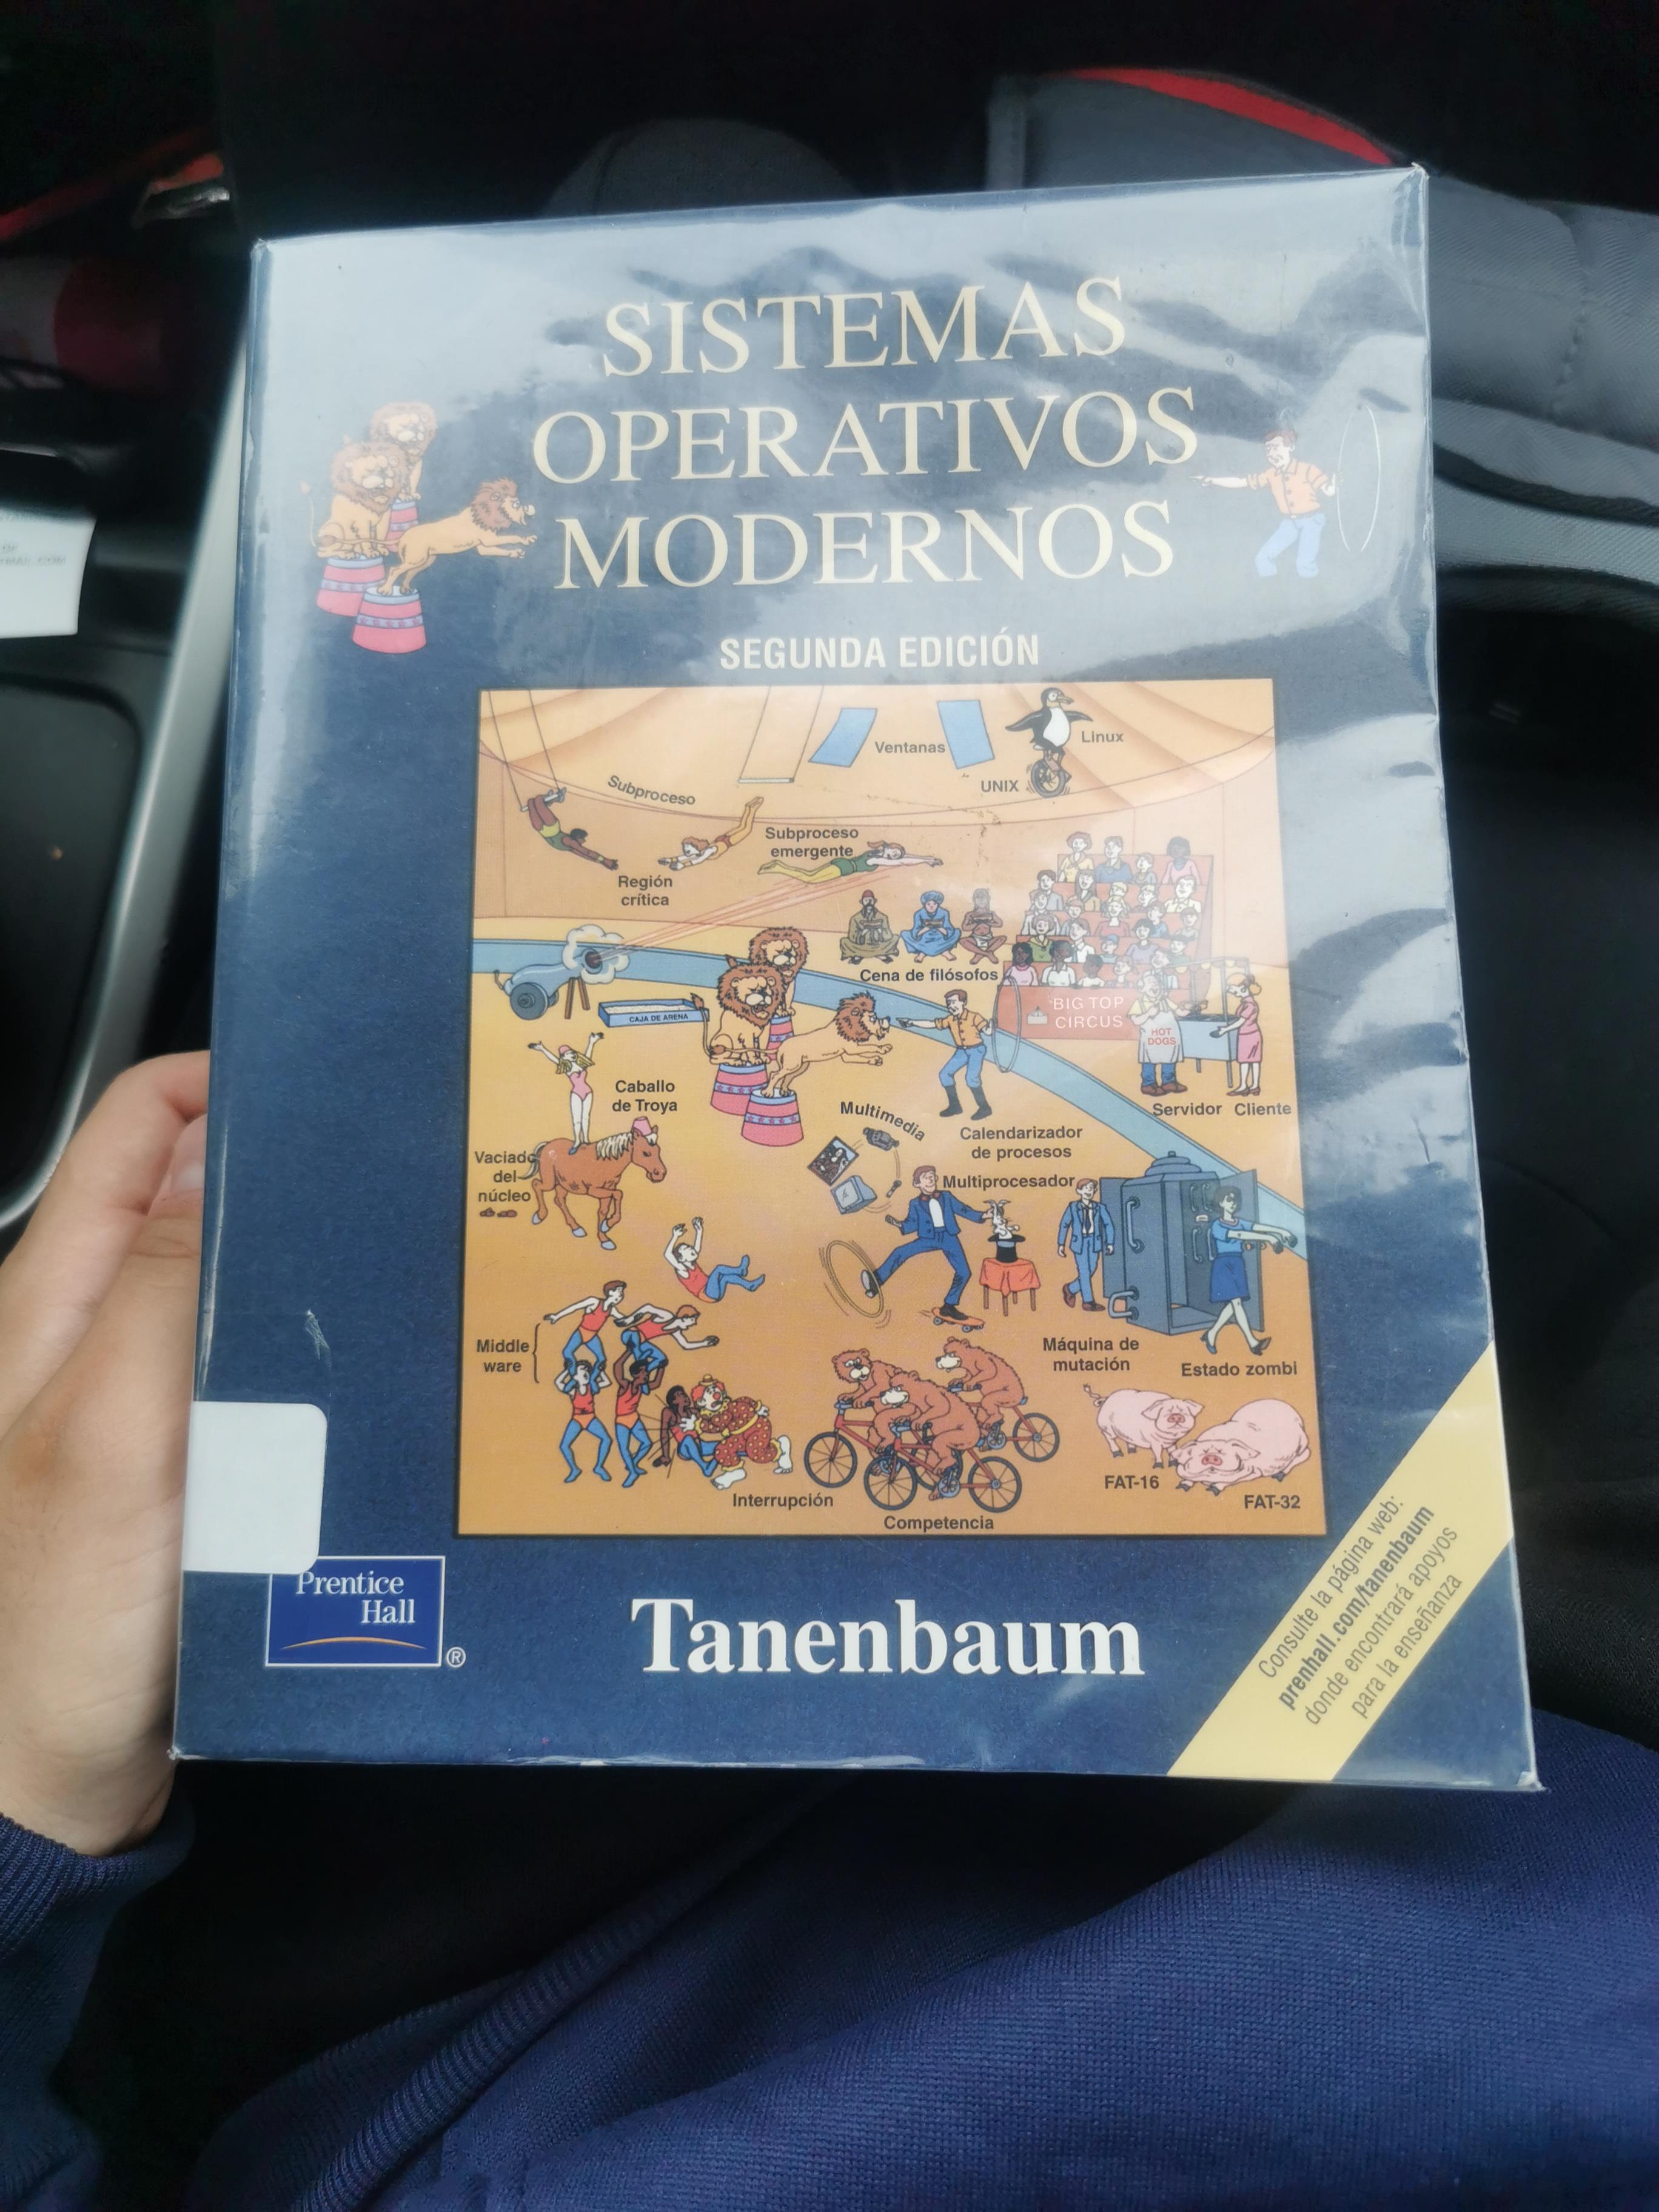 SISTEMAS
OPERATIVOS
MODERNOS
SEGUNDA EDICIÓN
Ventanas
Linux
UNIX
Subproceso
Subproceso
emergente
Región
crítica
Cena de filósofos
CAJA DE ARENA
BIG TOP
CIRCUS
HOT
DOGS
Servidor Cliente
Caballo
de Troya
Multimedia
Calendarizador
de procesos
Vaciado
del
núcleo
Multiprocesador
Middle
ware
Máquina de
mutación
Estado zombi
Interrupción
Competencia
FAT-16
FAT-32
Prentice
Hall
®
Tanenbaum
Consulte la página web:
prenhall.com/tanenbaum
donde encontrará apoyos
para la enseñanza